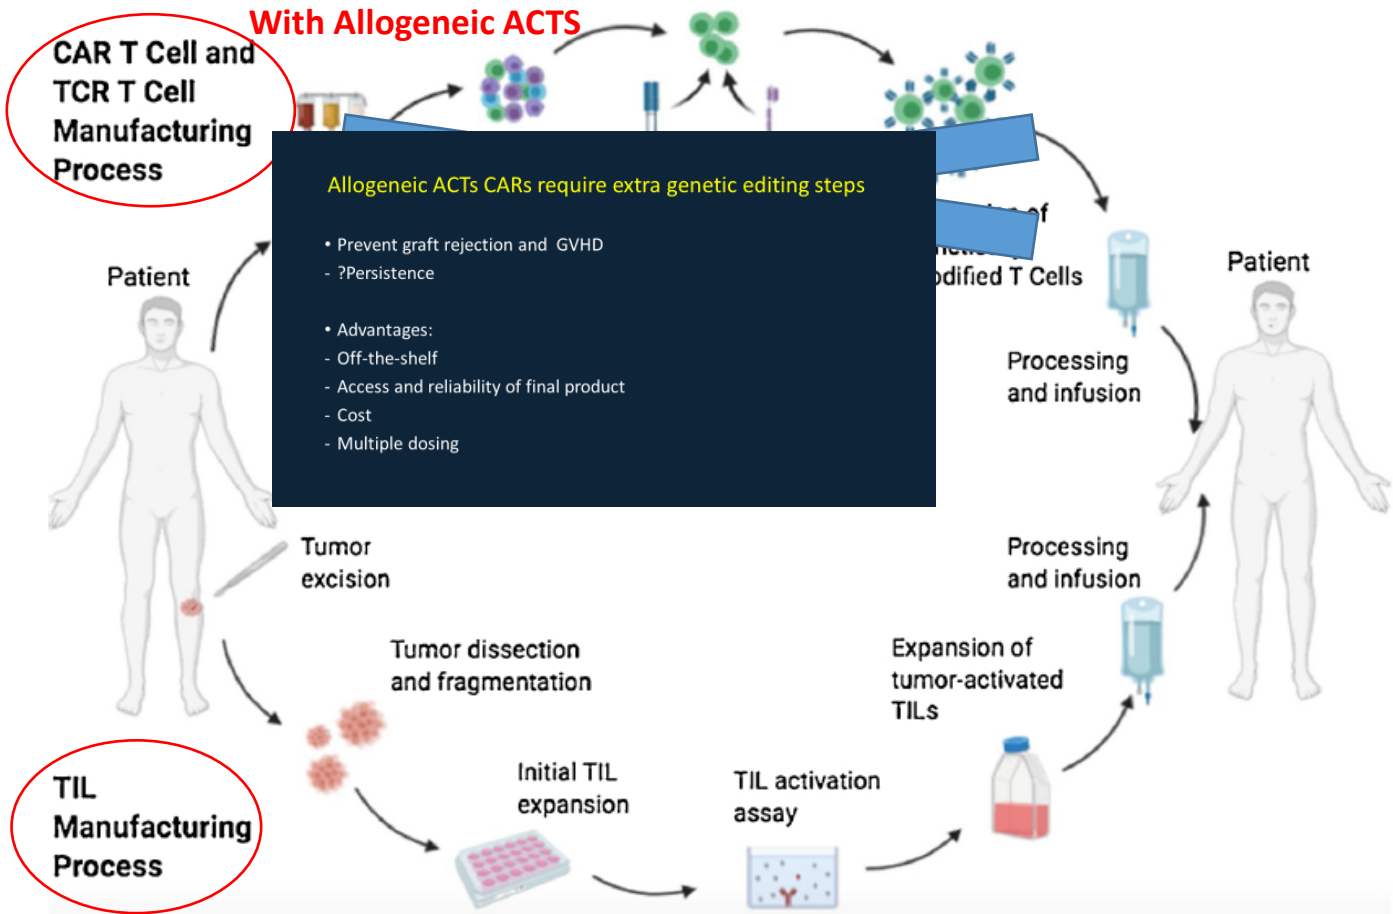 With Allogeneic ACTS
CAR T Cell and
TCR T Cell
Manufacturing
Process
Allogeneic ACTs CARs require extra genetic editing steps
• Prevent graft rejection and GVHD
- ?Persistence
• Advantages:
- Off-the-shelf
- Access and reliability of final product
- Cost
- Multiple dosing
of
T Cells
Patient
Patient
Processing
and infusion
Tumor
excision
Processing
and infusion
Tumor dissection
and fragmentation
Expansion of
tumor-activated
TILs
TIL
Manufacturing
Process
Initial TIL
expansion
TIL activation
assay